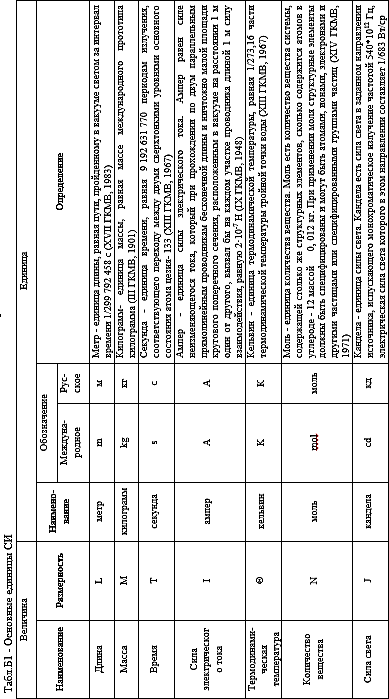 Табл.Б1 - Основные единицы СИ
Величина
Единица
Наименование
Размерность
Наимено-
вание
Обозначение
Междуна-
родное
Рус-
ское
Определение
Длина
L
метр
m
м
Метр - единица длины, равная пути, пройденному в вакууме светом за интервал
времени 1/299 792 458 с (XVII ГКМВ, 1983)
Масса
M
килограмм
kg
кг
Килограмм- единица массы, равная массе международного прототипа
килограмма (III ГКМВ, 1901)
Время
T
секунда
s
с
Секунда - единица времени, равная 9 192 631 770 периодам излучения,
соответствующего переходу между двумя сверхтонкими уровнями основного
состояния атома цезия-133 (XIII ГКМВ, 1967)
Сила
электрическог
о тока
I
ампер
A
А
Ампер - единица силы электрического тока. Ампер равен силе
неизменяющегося тока, который при прохождении по двум параллельным
прямолинейным проводникам бесконечной длины и ничтожно малой площади
кругового поперечного сечения, расположенным в вакууме на расстоянии 1 м
один от другого, вызвал бы на каждом участке проводника длиной 1 м силу
взаимодействия, равную 2·10⁻⁷ Н (IX ГКМВ, 1948)
Термодинами-
ческая
температура
Θ
кельвин
K
К
Кельвин - единица термодинамической температуры, равная 1/273,16 части
термодинамической температуры тройной точки воды (XIII ГКМВ, 1967)
Количество
вещества
N
моль
mol
моль
Моль - единица количества вещества. Моль есть количество вещества системы,
содержащей столько же структурных элементов, сколько содержится атомов в
углероде - 12 массой 0, 012 кг. При применении моля структурные элементы
должны быть специфицированы и могут быть атомами, ионами, электронами и
другими частицами или специфицированными группами частиц (XIV ГКМВ,
1971)
Сила света
J
кандела
cd
кд
Кандела - единица силы света. Кандела есть сила света в заданном направлении
источника, испускающего монохроматическое излучение частотой 540*10¹² Гц,
электрическая сила света которого в этом направлении составляет 1/683 Вт/ср